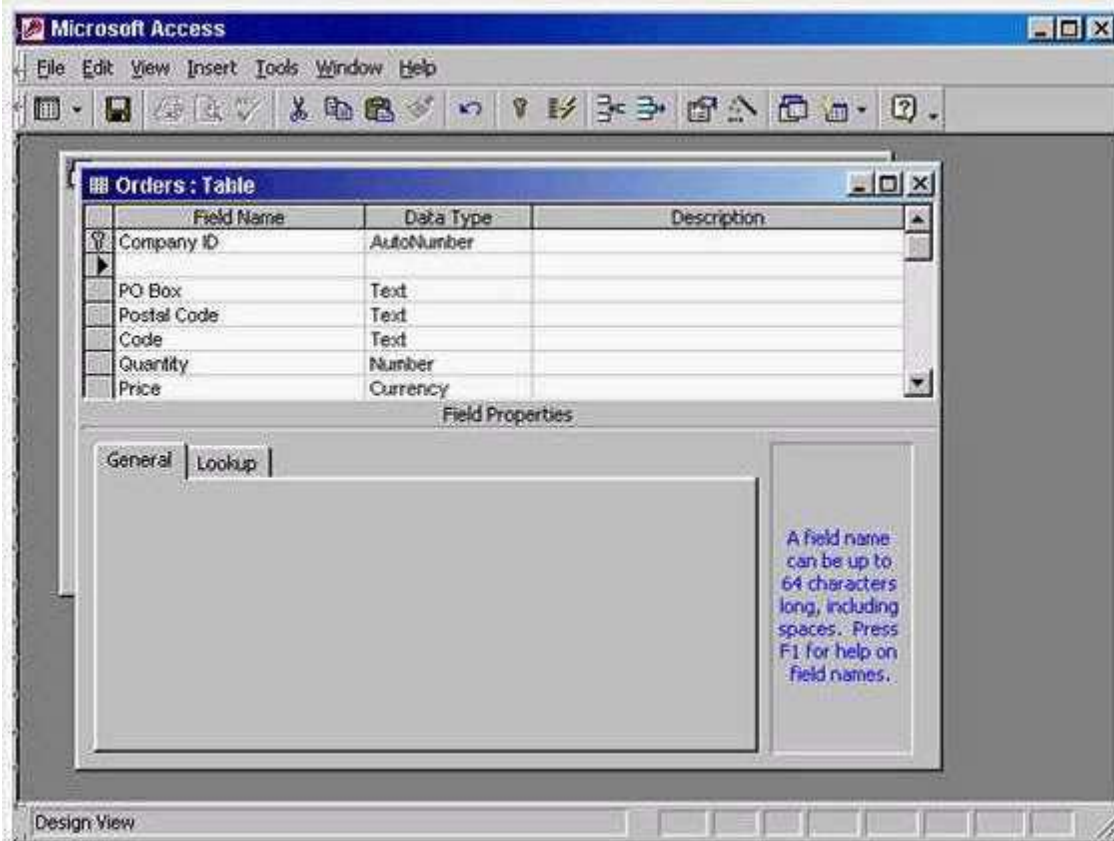 Microsoft Access
File Edit View Insert Tools Window Help
Orders : Table
Field Name Data Type Description
Company ID AutoNumber
PO Box Text
Postal Code Text
Code Text
Quantity Number
Price Currency
Field Properties
General Lookup
A field name
can be up to
64 characters
long, including
spaces. Press
F1 for help on
field names.
Design View